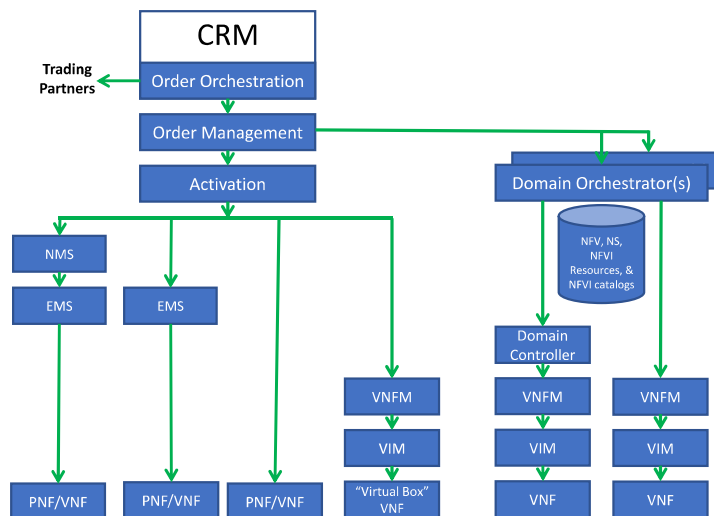 CRM
Trading
Partners
Order Orchestration
Order Management
Activation
Domain Orchestrator(s)
NFV, NS,
NFVI
Resources, &
NFVI catalogs
NMS
EMS
EMS
Domain
Controller
VNFM
VNFM
VNFM
VIM
VIM
VIM
PNF/VNF
PNF/VNF
PNF/VNF
“Virtual Box”
VNF
VNF
VNF